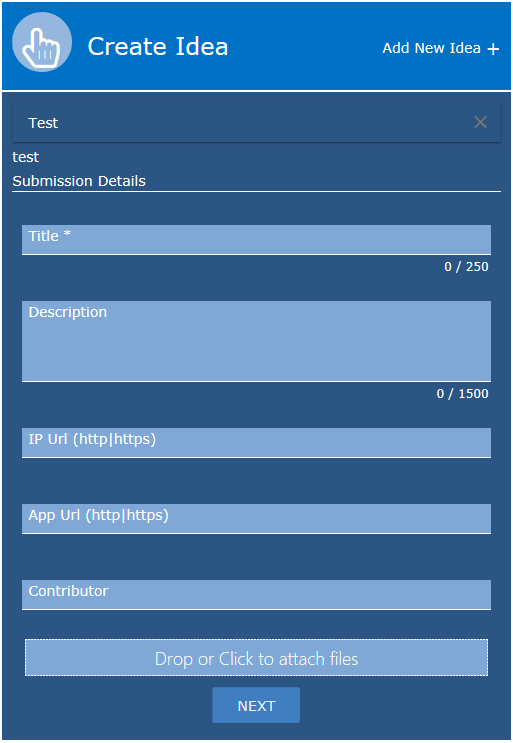 Create Idea
Add New Idea +
Test
test
Submission Details
Title *
0 / 250
Description
0 / 1500
IP Url (http|https)
App Url (http|https)
Contributor
Drop or Click to attach files
NEXT